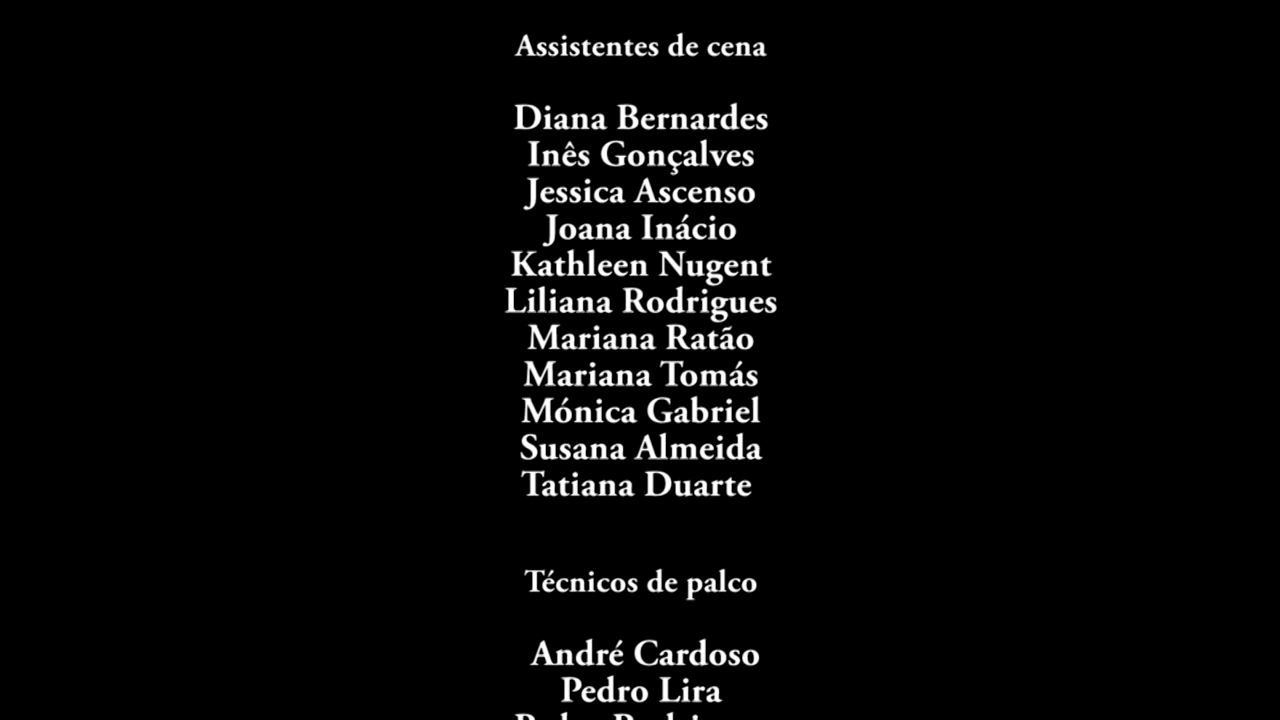 Assistentes de cena
Diana Bernardes
Inês Gonçalves
Jessica Ascenso
Joana Inácio
Kathleen Nugent
Liliana Rodrigues
Mariana Ratão
Mariana Tomás
Mónica Gabriel
Susana Almeida
Tatiana Duarte
Técnicos de palco
André Cardoso
Pedro Lira